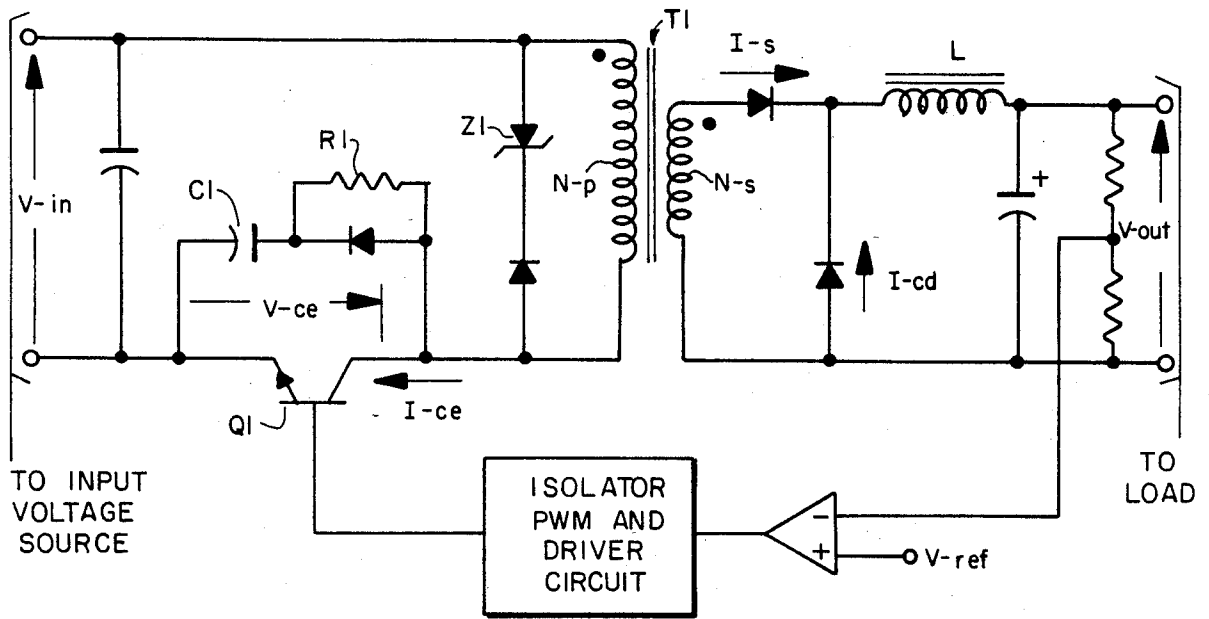 T1
I-s
L
Z1
R1
N-p
N-s
+
V-in
C1
V-out
V-ce
I-cd
I-ce
Q1
TO INPUT
VOLTAGE
SOURCE
ISOLATOR
PWM AND
DRIVER
CIRCUIT
-
+
V-ref
TO
LOAD